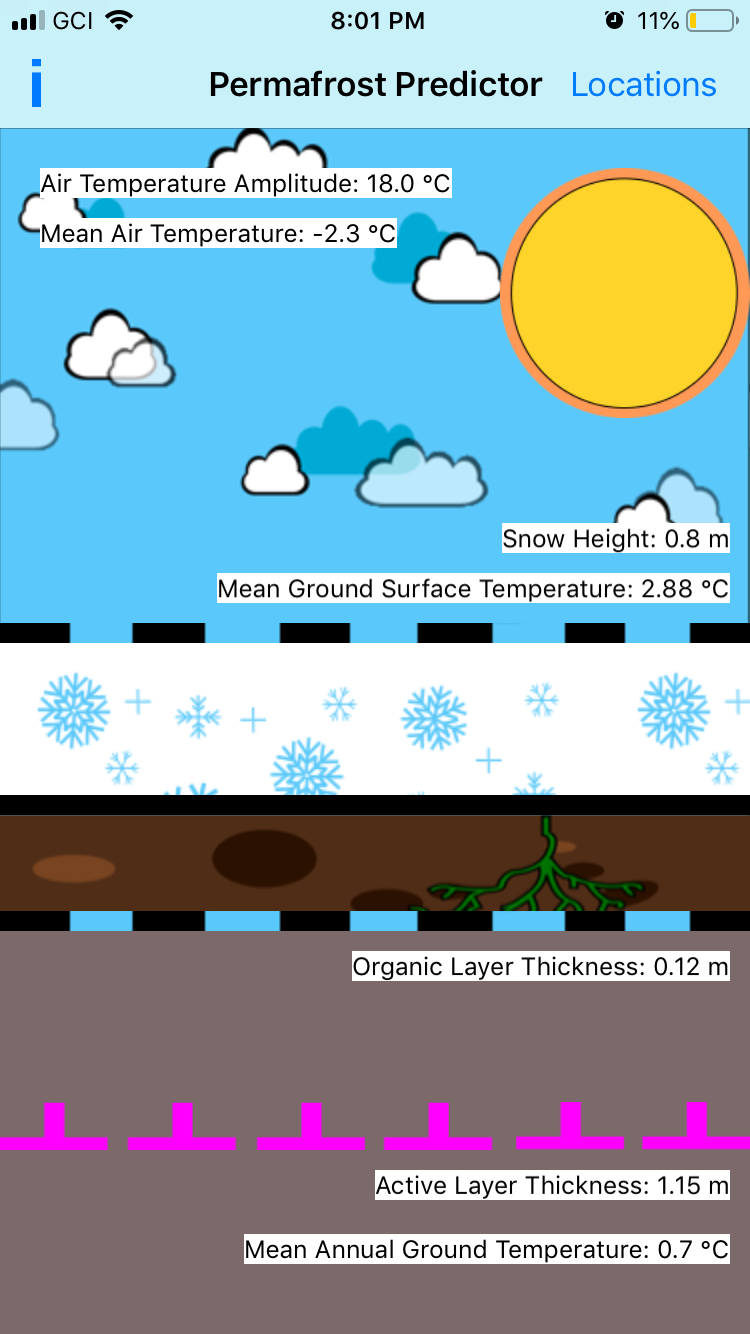 GCI 8:01 PM 11%
i Permafrost Predictor Locations
Air Temperature Amplitude: 18.0 °C
Mean Air Temperature: -2.3 °C
Snow Height: 0.8 m
Mean Ground Surface Temperature: 2.88 °C
Organic Layer Thickness: 0.12 m
Active Layer Thickness: 1.15 m
Mean Annual Ground Temperature: 0.7 °C